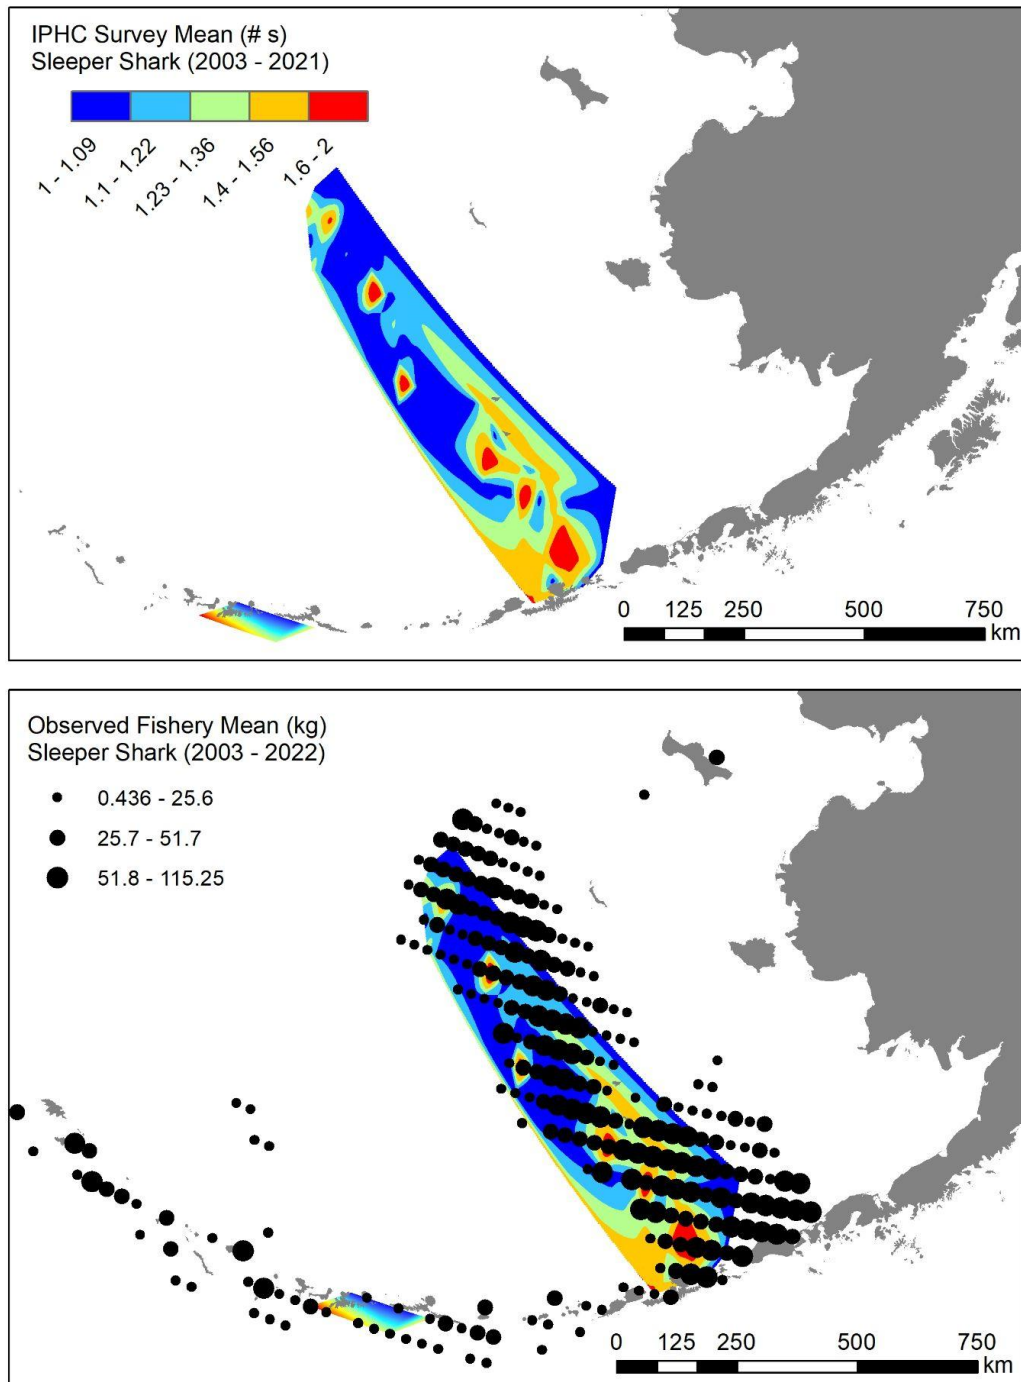 IPHC Survey Mean (# s)
Sleeper Shark (2003 - 2021)
1 - 1.09
1.1 - 1.22
1.23 - 1.36
1.4 - 1.56
1.6 - 2
0 125 250 500 750
km
Observed Fishery Mean (kg)
Sleeper Shark (2003 - 2022)
0.436 - 25.6
25.7 - 51.7
51.8 - 115.25
0 125 250 500 750
km